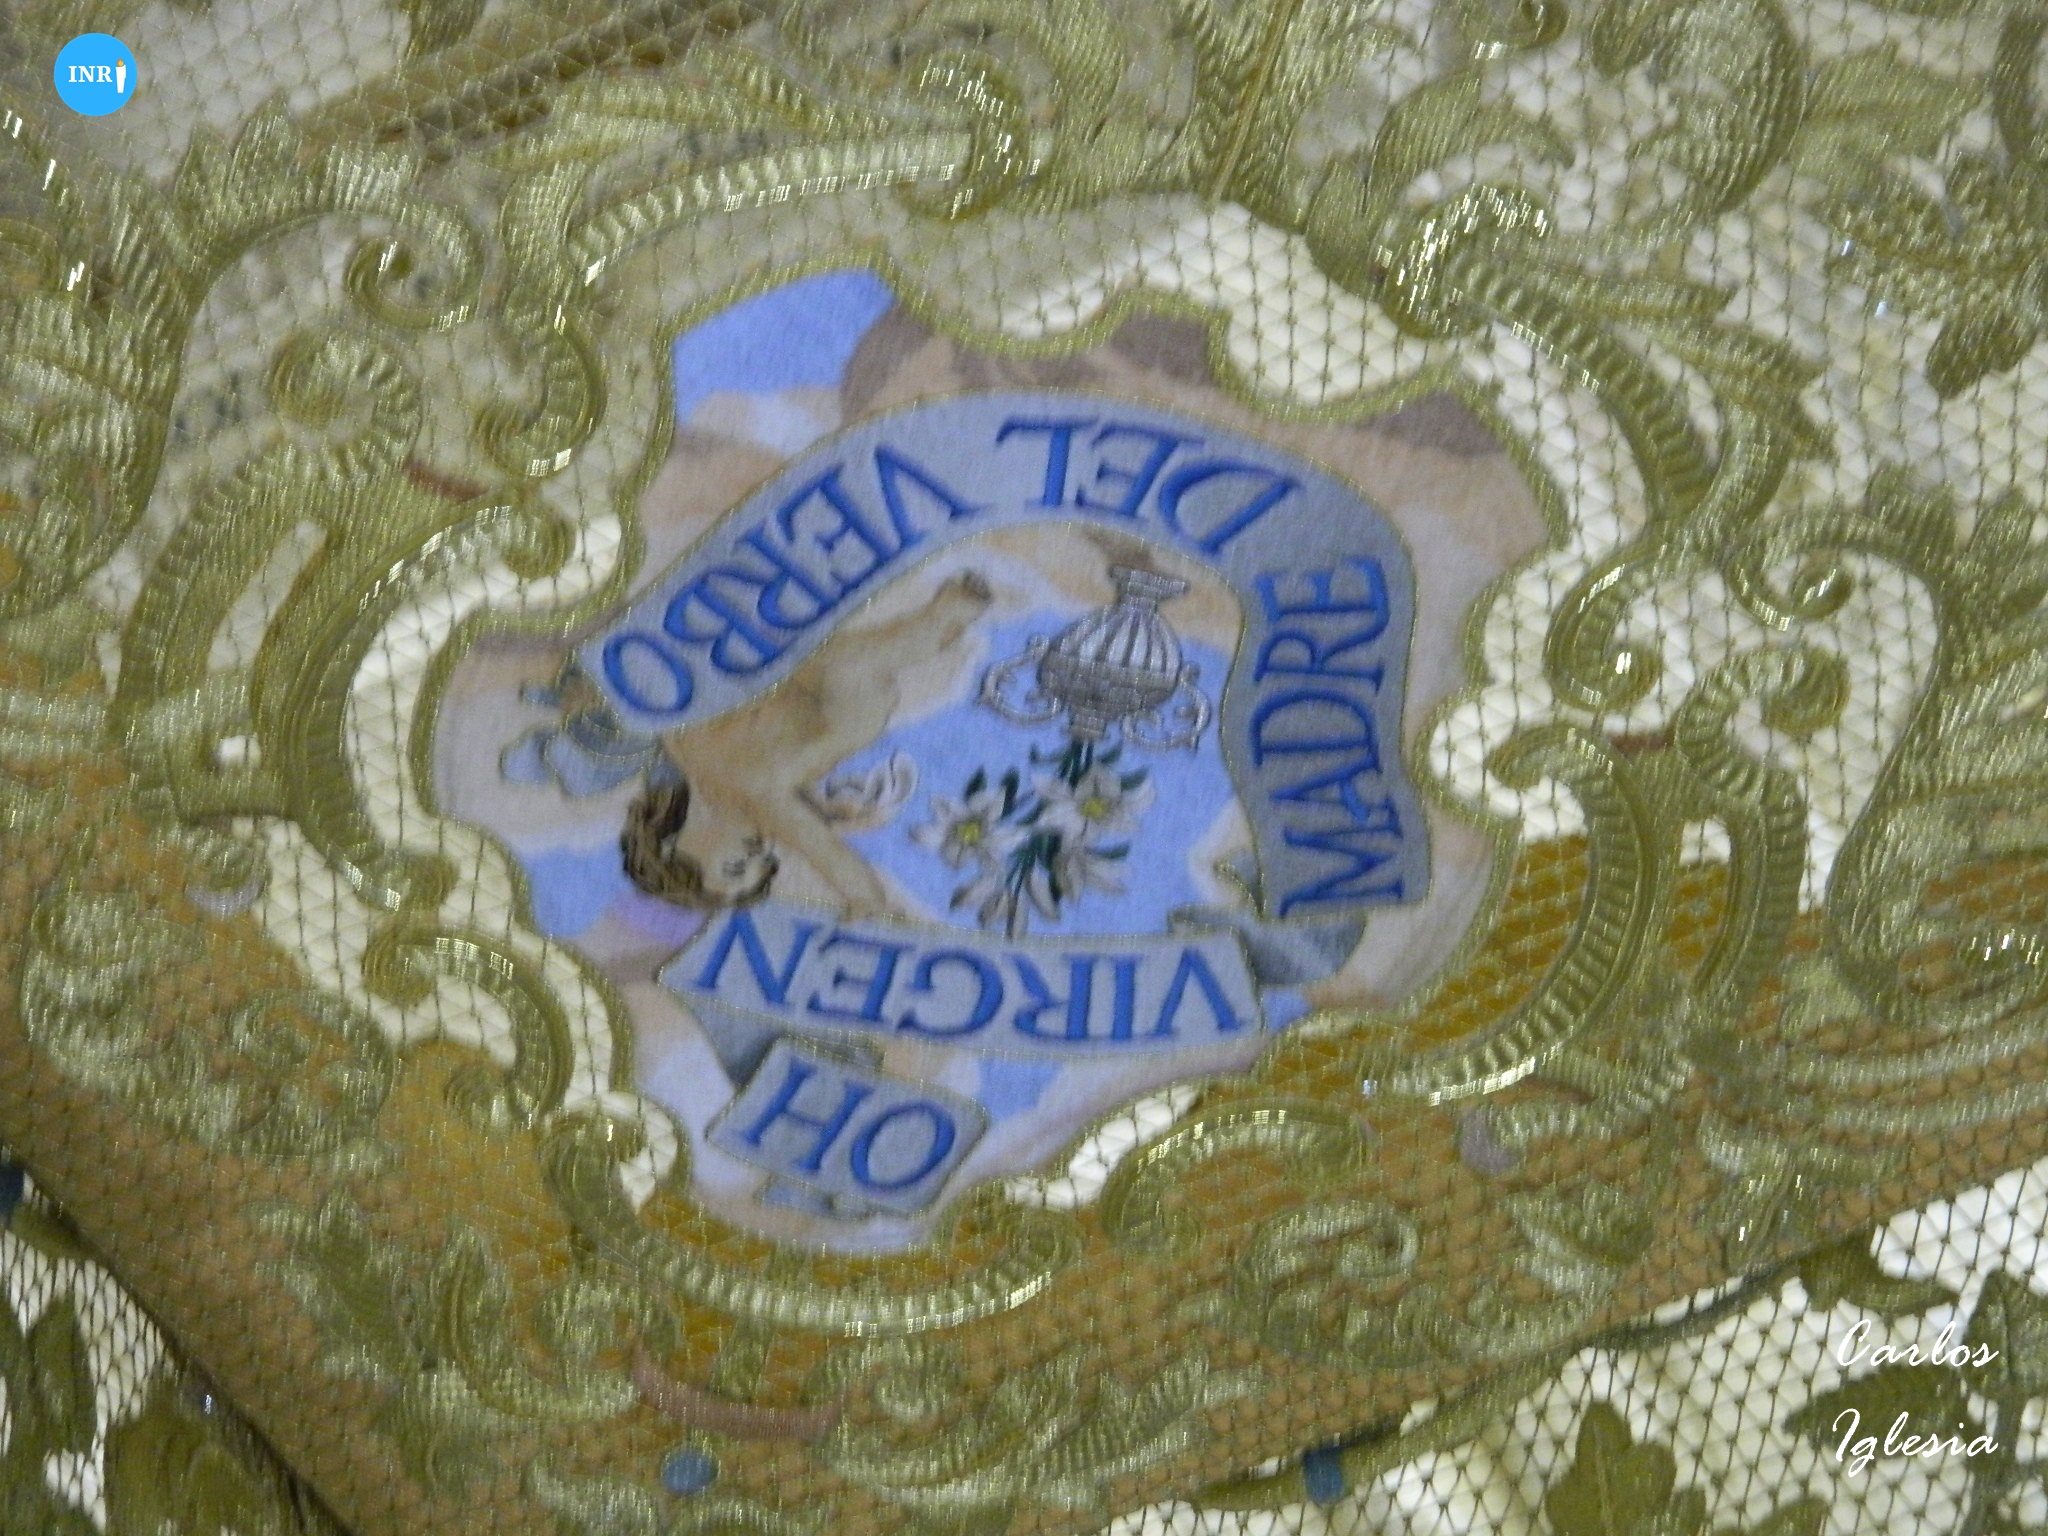 INRI
OH
VIRGEN
MADRE DEL VERBO
Carlos
Iglesia